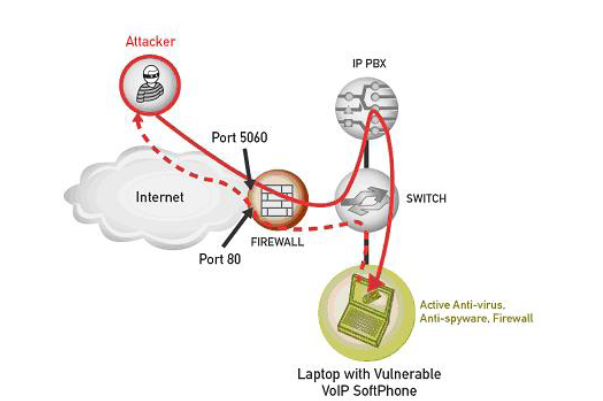 Attacker
IP PBX
Port 5060
Internet
SWITCH
FIREWALL
Port 80
Active Anti-virus,
Anti-spyware, Firewall
Laptop with Vulnerable
VoIP SoftPhone